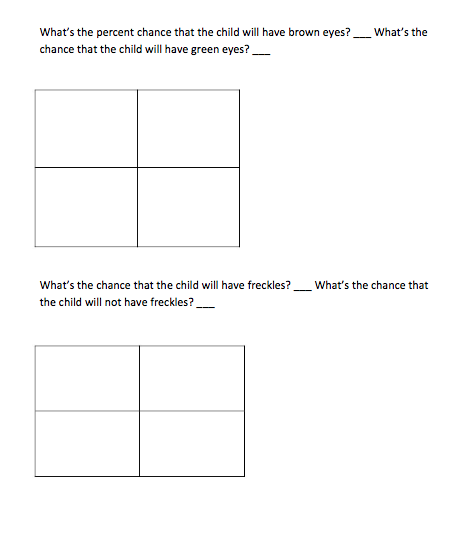 What's the percent chance that the child will have brown eyes? ___ What's the
chance that the child will have green eyes? ___
What's the chance that the child will have freckles? ___ What's the chance that
the child will not have freckles? ___